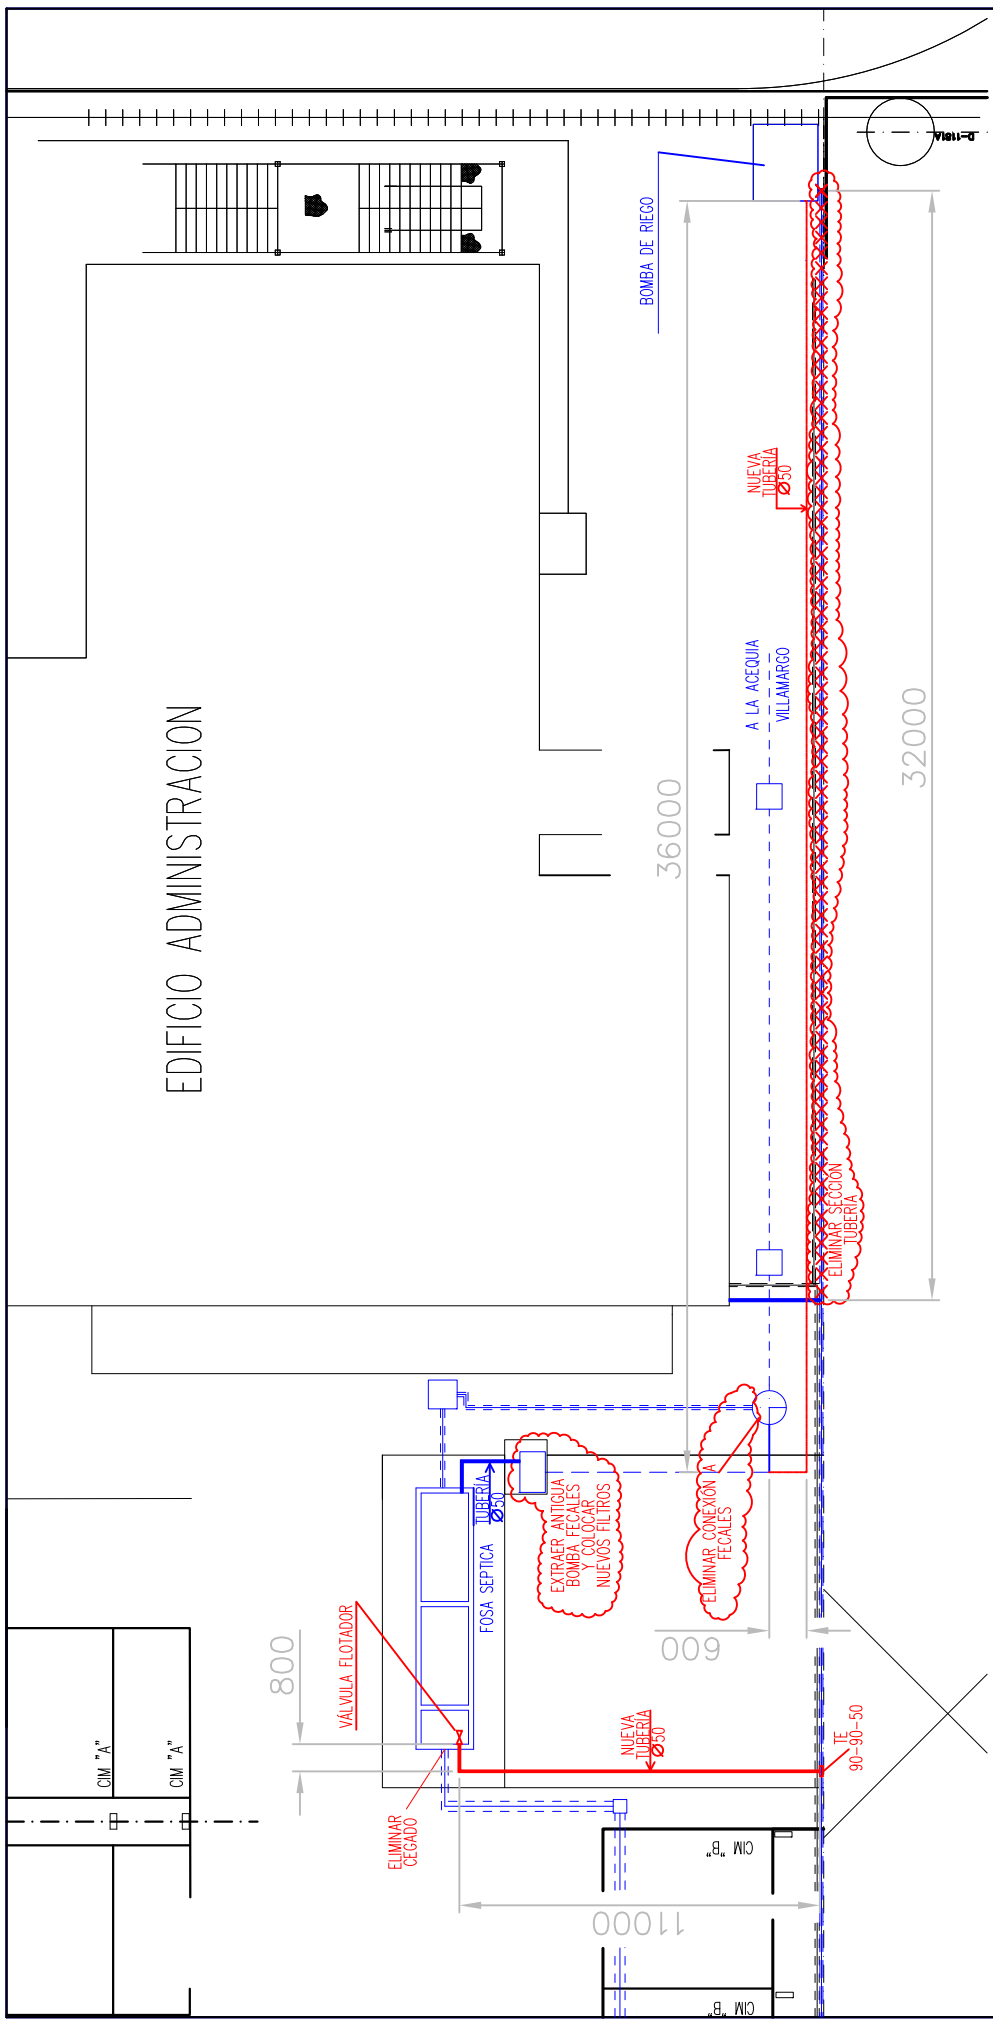 D-1181A
BOMBA DE RIEGO
NUEVA
TUBERÍA
Ø50
A LA ACEQUIA
VILLAMARGO
EDIFICIO ADMINISTRACION
36000
32000
ELIMINAR SECCIÓN
TUBERÍA
TUBERÍA
Ø50
FOSA SEPTICA
EXTRAER ANTIGUA
BOMBA FECALES
Y COLOCAR
NUEVOS FILTROS
ELIMINAR CONEXIÓN A
FECALES
600
800
VÁLVULA FLOTADOR
NUEVA
TUBERÍA
Ø50
TE
90-90-50
CIM "A"
CIM "A"
ELIMINAR
CEGADO
11000
CIM "B"
CIM "B"